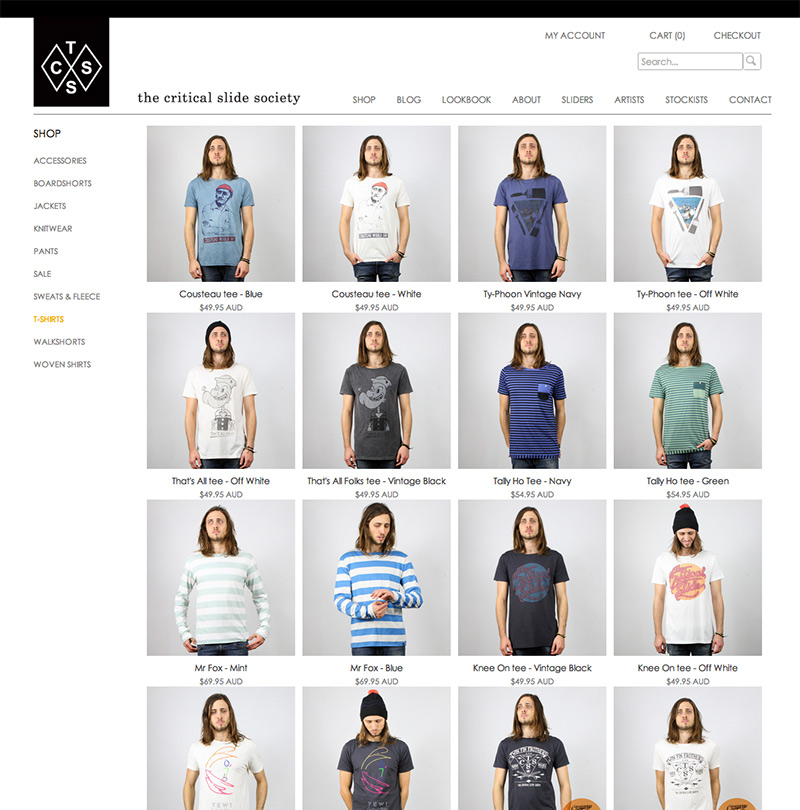 T
C S S
S
MY ACCOUNT CART (0) CHECKOUT
Search...
the critical slide society
SHOP BLOG LOOKBOOK ABOUT SLIDERS ARTISTS STOCKISTS CONTACT
SHOP
ACCESSORIES
BOARDSHORTS
JACKETS
KNITWEAR
PANTS
SALE
SWEATS & FLEECE
T-SHIRTS
WALKSHORTS
WOVEN SHIRTS
Cousteau tee - Blue
$49.95 AUD
Cousteau tee - White
$49.95 AUD
Ty-Phoon Vintage Navy
$49.95 AUD
Ty-Phoon tee - Off White
$49.95 AUD
That's All tee - Off White
$49.95 AUD
That's All Folks tee - Vintage Black
$49.95 AUD
Tally Ho Tee - Navy
$54.95 AUD
Tally Ho tee - Green
$54.95 AUD
Mr Fox - Mint
$69.95 AUD
Mr Fox - Blue
$69.95 AUD
Knee On tee - Vintage Black
$49.95 AUD
Knee On tee - Off White
$49.95 AUD